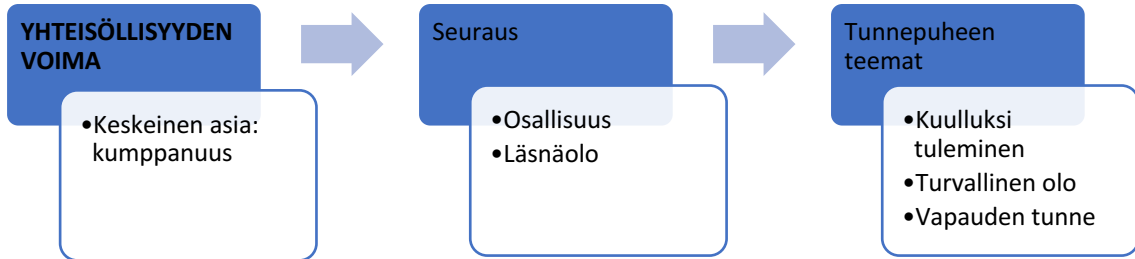 YHTEISÖLLISYYDEN
VOIMA
•Keskeinen asia:
kumppanuus
Seuraus
•Osallisuus
•Läsnäolo
Tunnepuheen
teemat
•Kuulluksi
tuleminen
•Turvallinen olo
•Vapauden tunne